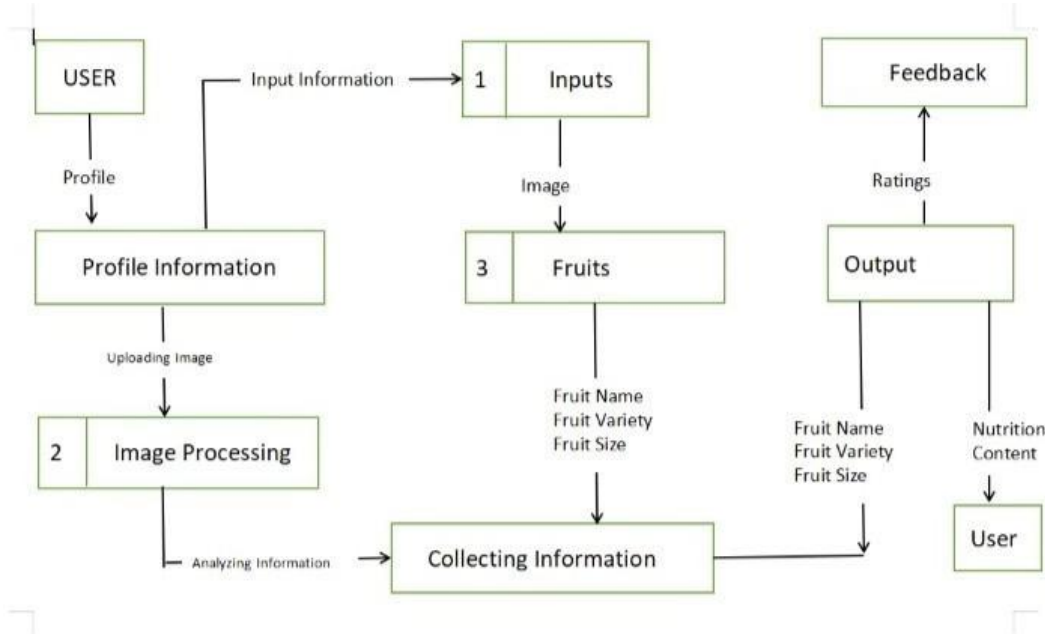 USER
Input Information
1
Inputs
Feedback
Profile
Image
Ratings
Profile Information
3
Fruits
Output
Uploading Image
Fruit Name
Fruit Variety
Fruit Size
Fruit Name
Fruit Variety
Fruit Size
Nutrition
Content
2
Image Processing
User
Analyzing Information
Collecting Information